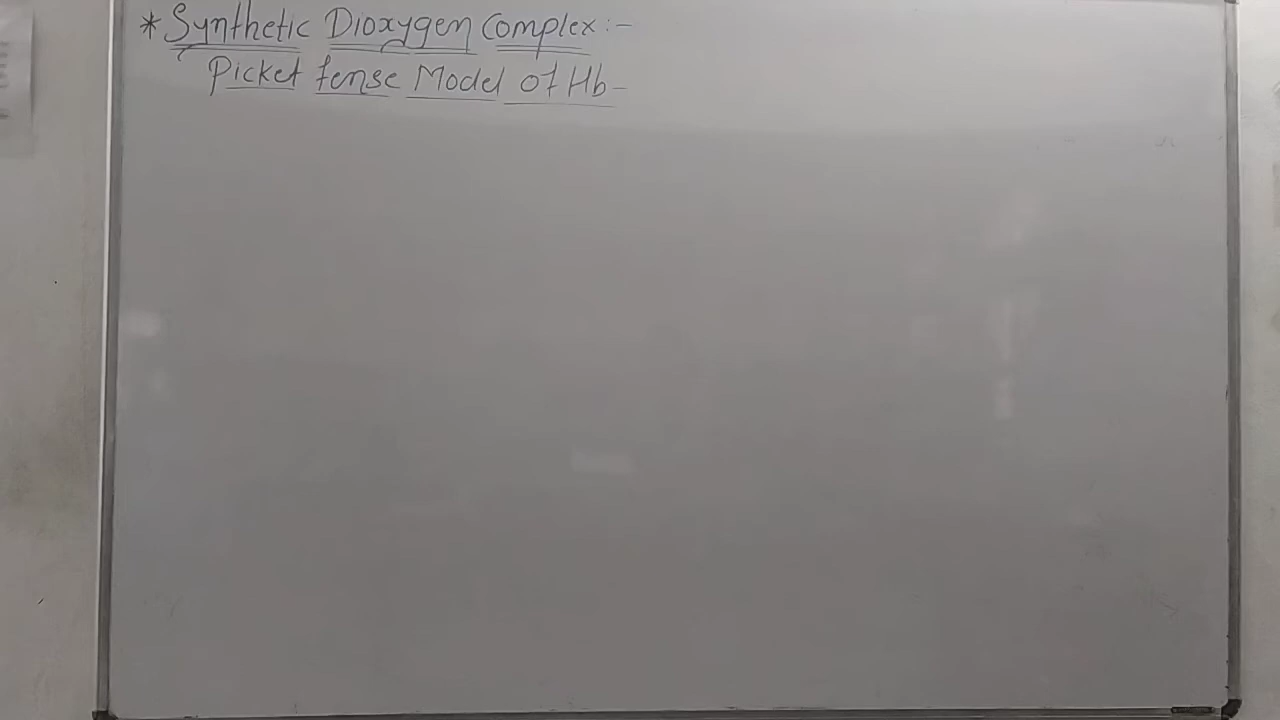 * Synthetic Dioxygen Complex:-
Picket fense Model of Hb-